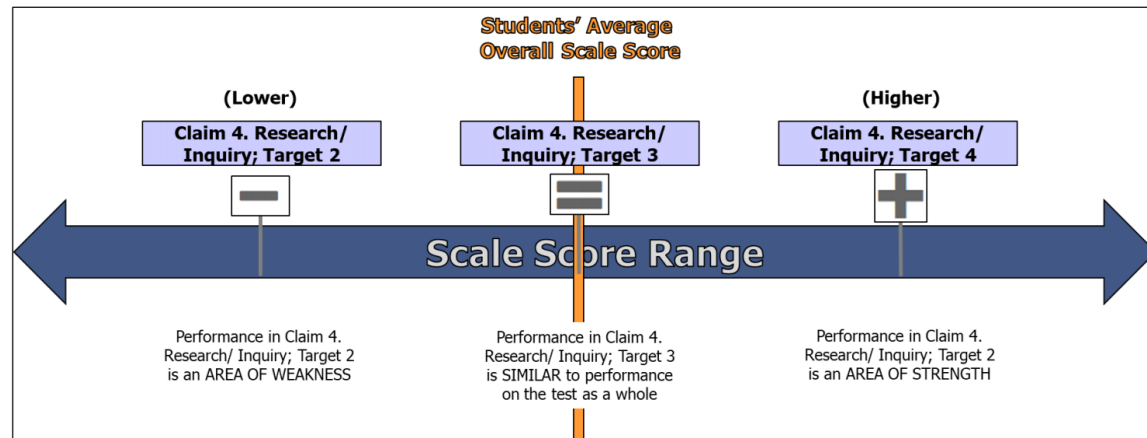 Students’ Average
Overall Scale Score
(Lower)
(Higher)
Claim 4. Research/
Inquiry; Target 2
Claim 4. Research/
Inquiry; Target 3
Claim 4. Research/
Inquiry; Target 4
Scale Score Range
Performance in Claim 4.
Research/ Inquiry; Target 2
is an AREA OF WEAKNESS
Performance in Claim 4.
Research/ Inquiry; Target 3
is SIMILAR to performance
on the test as a whole
Performance in Claim 4.
Research/ Inquiry; Target 2
is an AREA OF STRENGTH